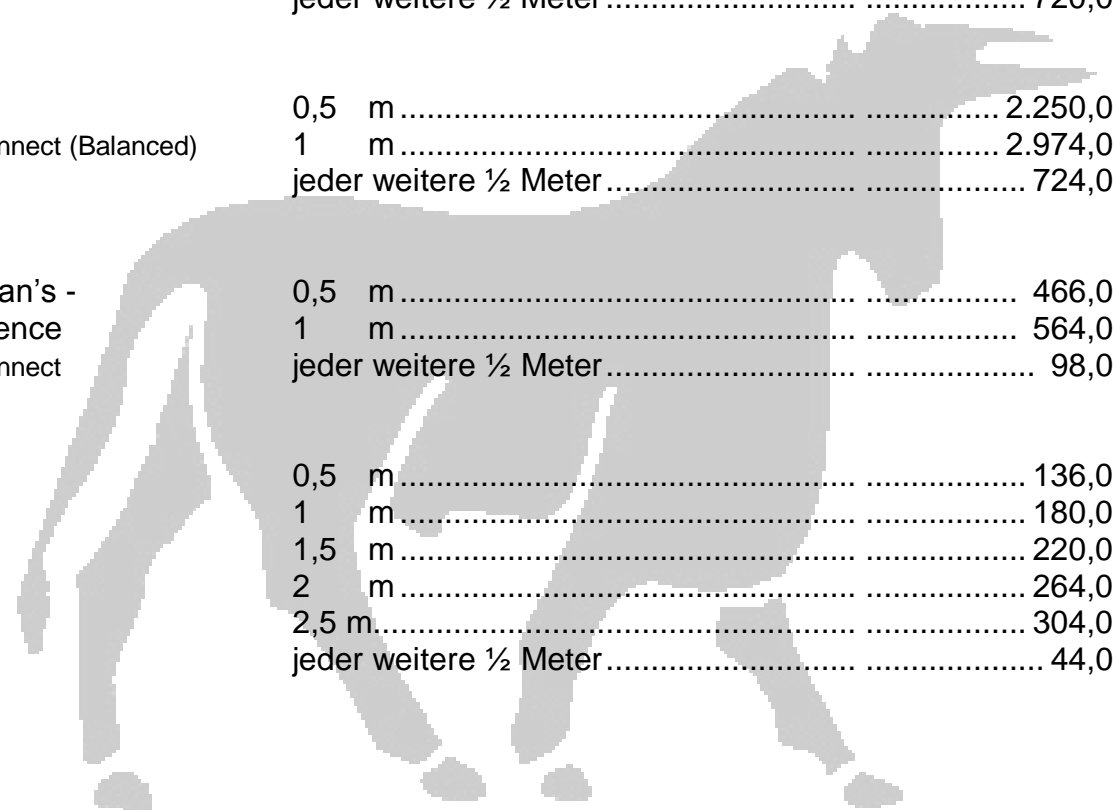 jeder weitere ½ Meter ............................... .................. 720,0
0,5 m ......................................................... ............... 2.250,0
nnect (Balanced) 1 m ......................................................... ............... 2.974,0
jeder weitere ½ Meter ............................... .................. 724,0
an's - 0,5 m ......................................................... ................. 466,0
ence 1 m ......................................................... ................. 564,0
nnect jeder weitere ½ Meter ............................... ................... 98,0
0,5 m ......................................................... .................. 136,0
1 m ......................................................... .................. 180,0
1,5 m ......................................................... .................. 220,0
2 m ......................................................... .................. 264,0
2,5 m ......................................................... .................. 304,0
jeder weitere ½ Meter ............................... .................... 44,0